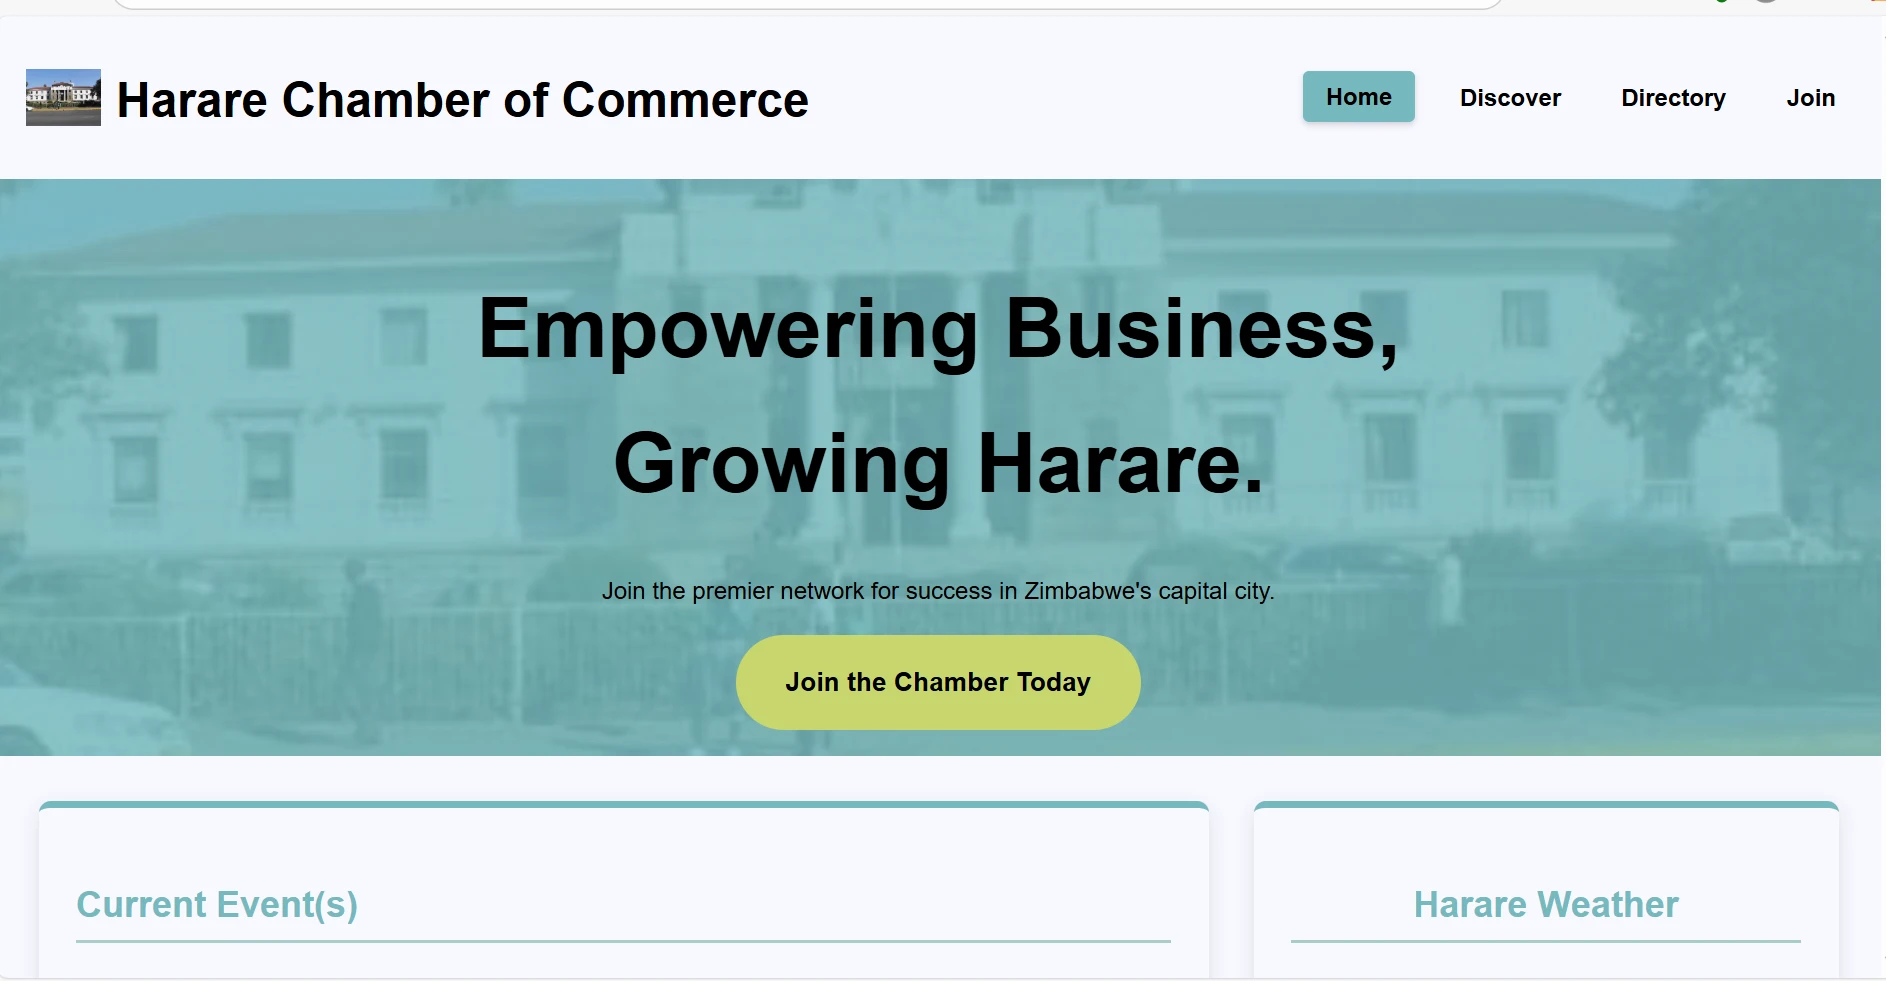 Harare Chamber of Commerce
Home
Discover
Directory
Join
Empowering Business,
Growing Harare.
Join the premier network for success in Zimbabwe's capital city.
Join the Chamber Today
Current Event(s)
Harare Weather